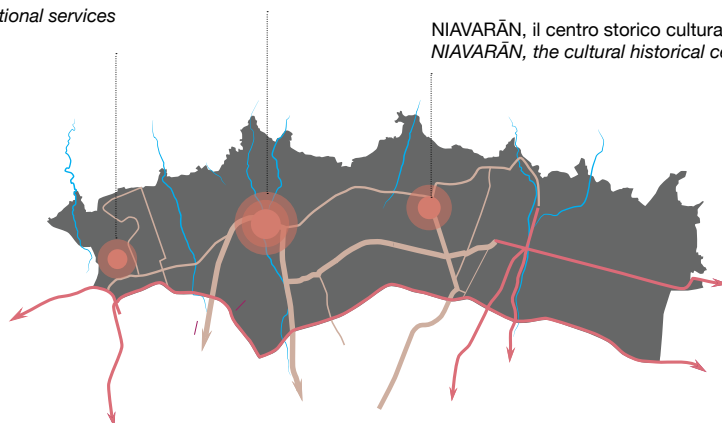 tional services
NIAVARĀN, il centro storico cultura
NIAVARĀN, the cultural historical c